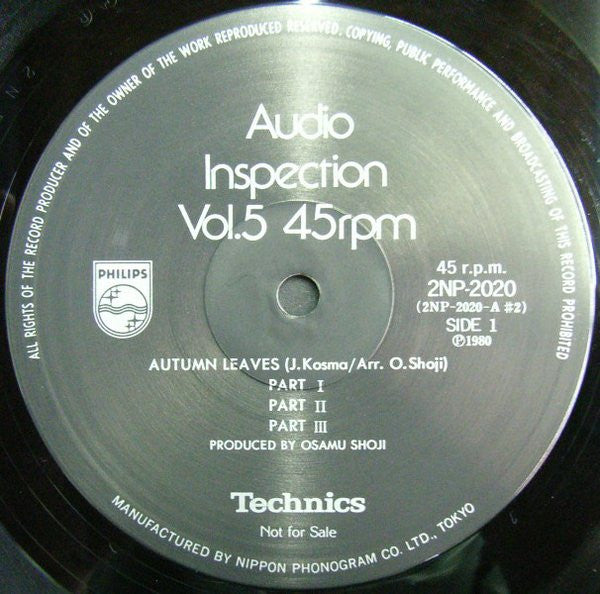 ALL RIGHTS OF THE RECORD PRODUCER AND OF THE OWNER OF THE WORK REPRODUCED RESERVED. COPYING, PUBLIC PERFORMANCE AND BROADCASTING OF THIS RECORD PROHIBITED
Audio
Inspection
Vol.5 45rpm
PHILIPS
45 r.p.m.
2NP-2020
(2NP-2020-A #2)
SIDE 1
℗1980
AUTUMN LEAVES (J.Kosma/Arr. O.Shoji)
PART I
PART II
PART III
PRODUCED BY OSAMU SHOJI
Technics
Not for Sale
MANUFACTURED BY NIPPON PHONOGRAM CO. LTD., TOKYO